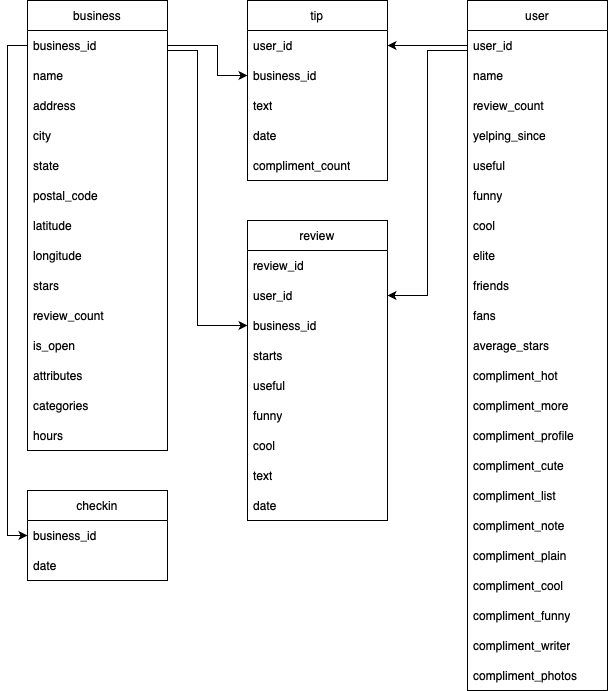 business
business_id
name
address
city
state
postal_code
latitude
longitude
stars
review_count
is_open
attributes
categories
hours
checkin
business_id
date
tip
user_id
business_id
text
date
compliment_count
review
review_id
user_id
business_id
starts
useful
funny
cool
text
date
user
user_id
name
review_count
yelping_since
useful
funny
cool
elite
friends
fans
average_stars
compliment_hot
compliment_more
compliment_profile
compliment_cute
compliment_list
compliment_note
compliment_plain
compliment_cool
compliment_funny
compliment_writer
compliment_photos